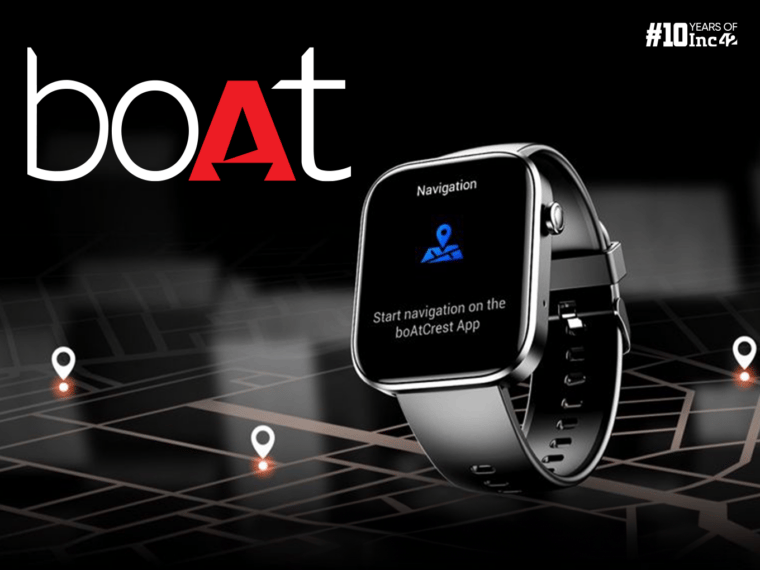 #10 YEARS OF
Inc42
boAt
Navigation
Start navigation on the
boAtCrest App